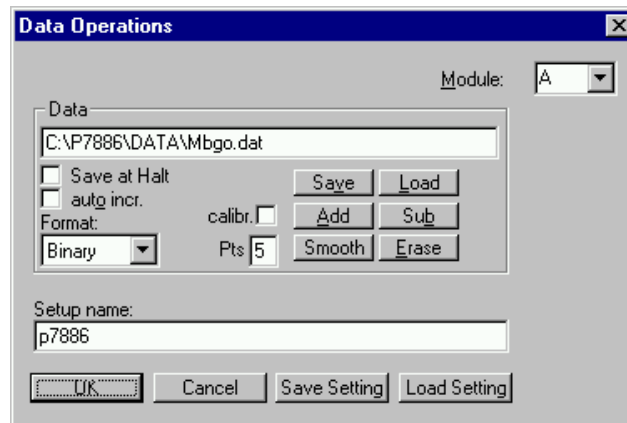 Data Operations
Module: A
Data
C:\P7886\DATA\Mbgo.dat
Save at Halt
auto incr.
Format:
Binary
calibr.
Pts 5
Save Load
Add Sub
Smooth Erase
Setup name:
p7886
OK Cancel Save Setting Load Setting